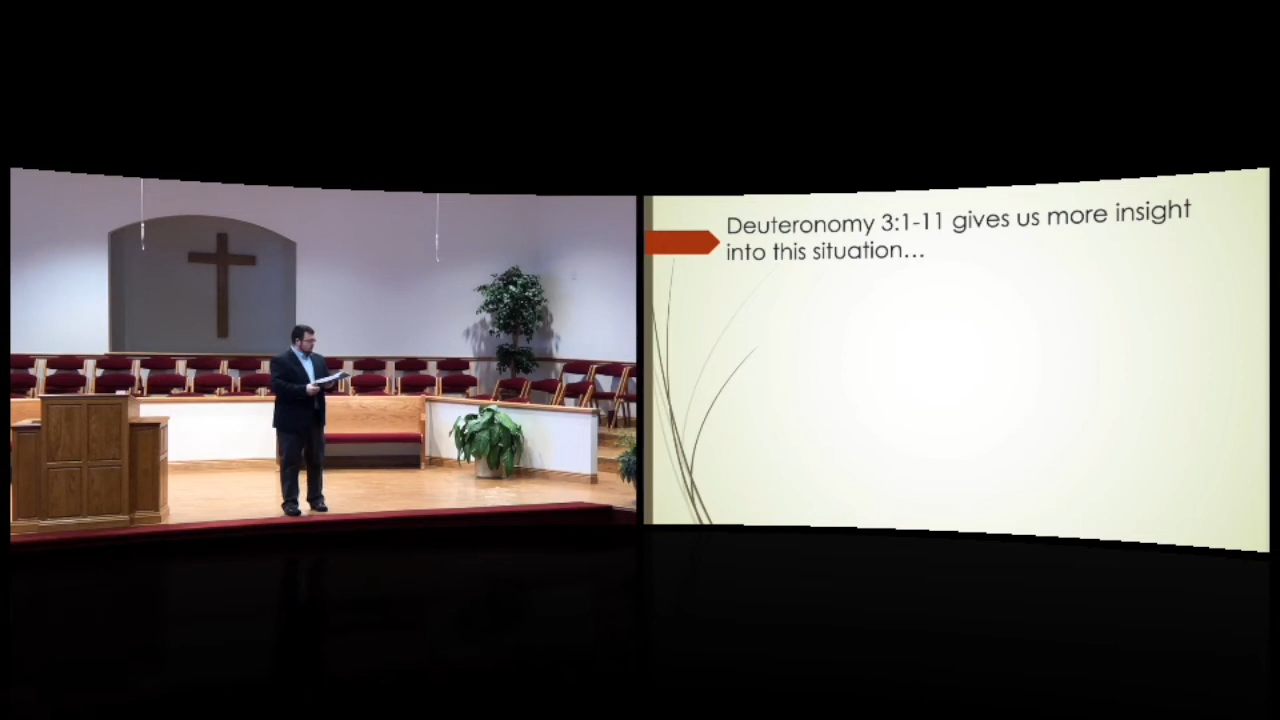 Deuteronomy 3:1-11 gives us more insight
into this situation…